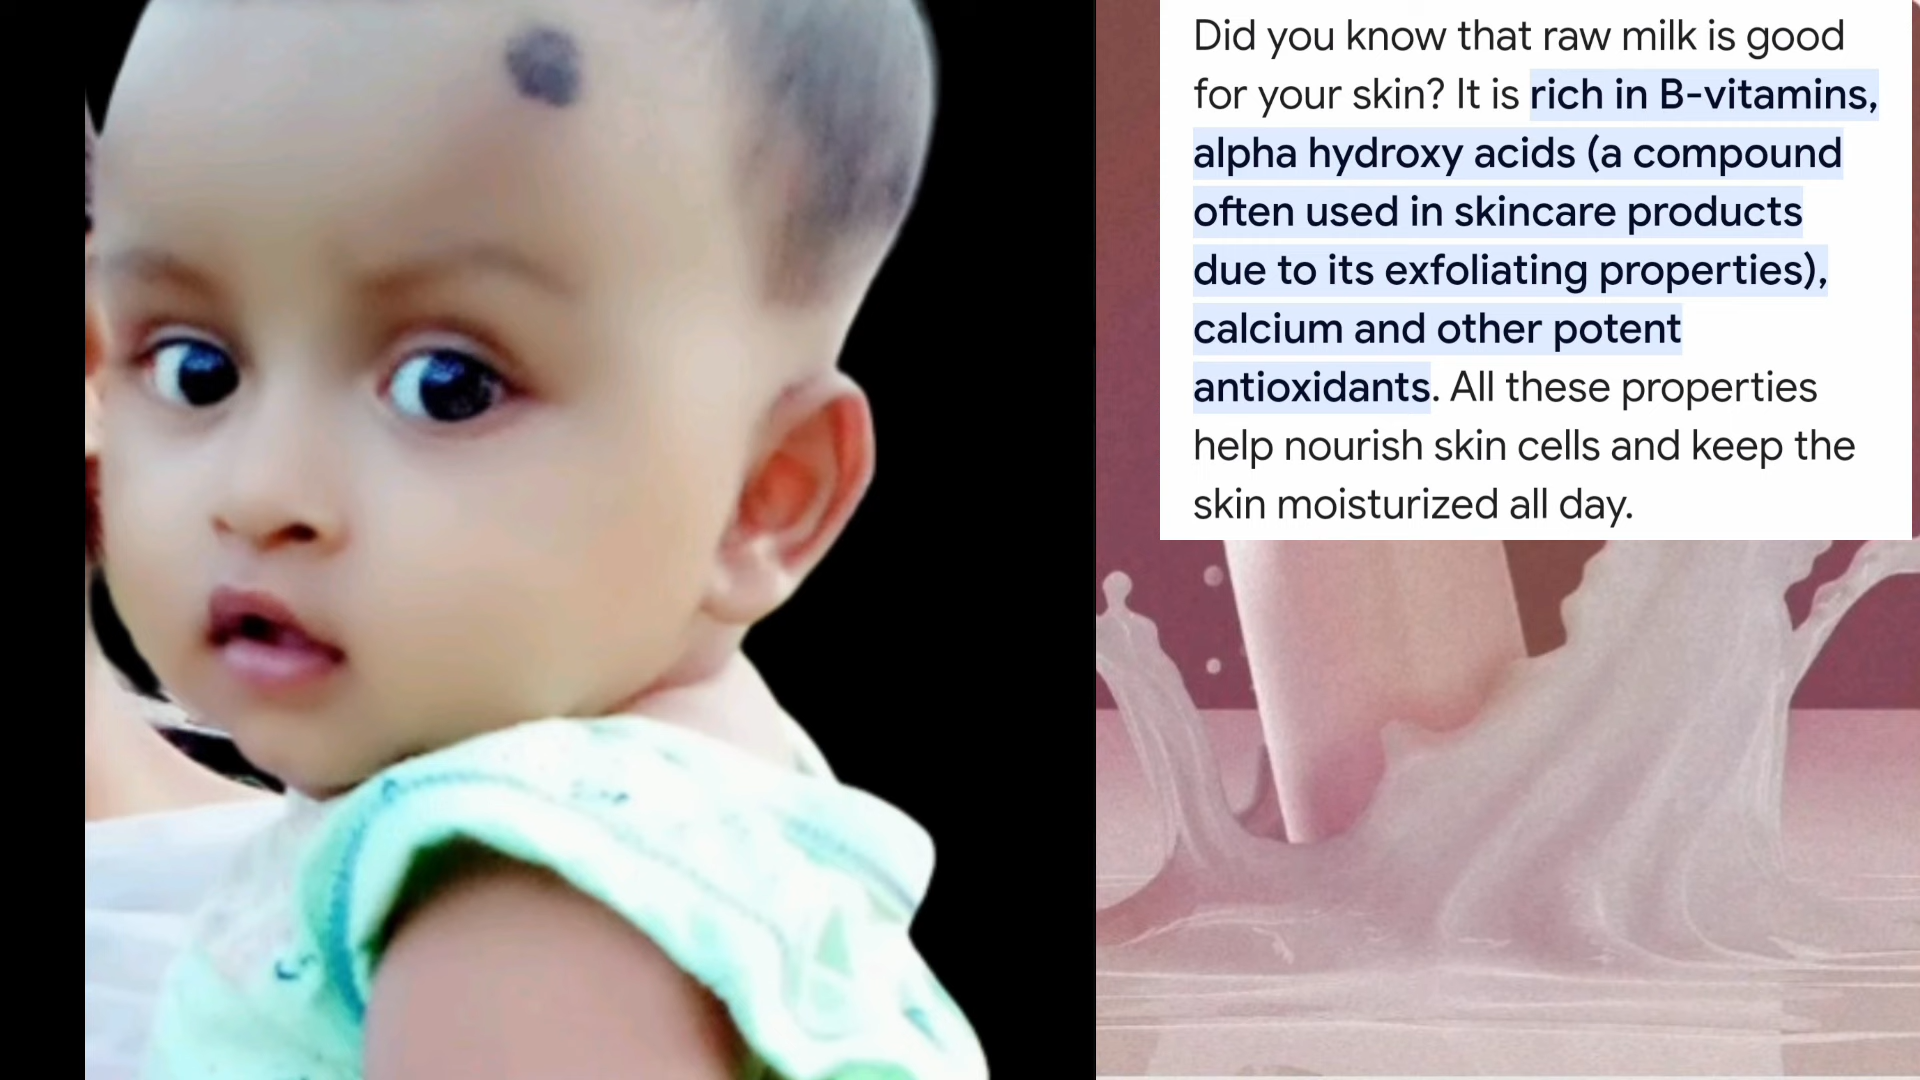 Did you know that raw milk is good
for your skin? It is rich in B-vitamins,
alpha hydroxy acids (a compound
often used in skincare products
due to its exfoliating properties),
calcium and other potent
antioxidants. All these properties
help nourish skin cells and keep the
skin moisturized all day.